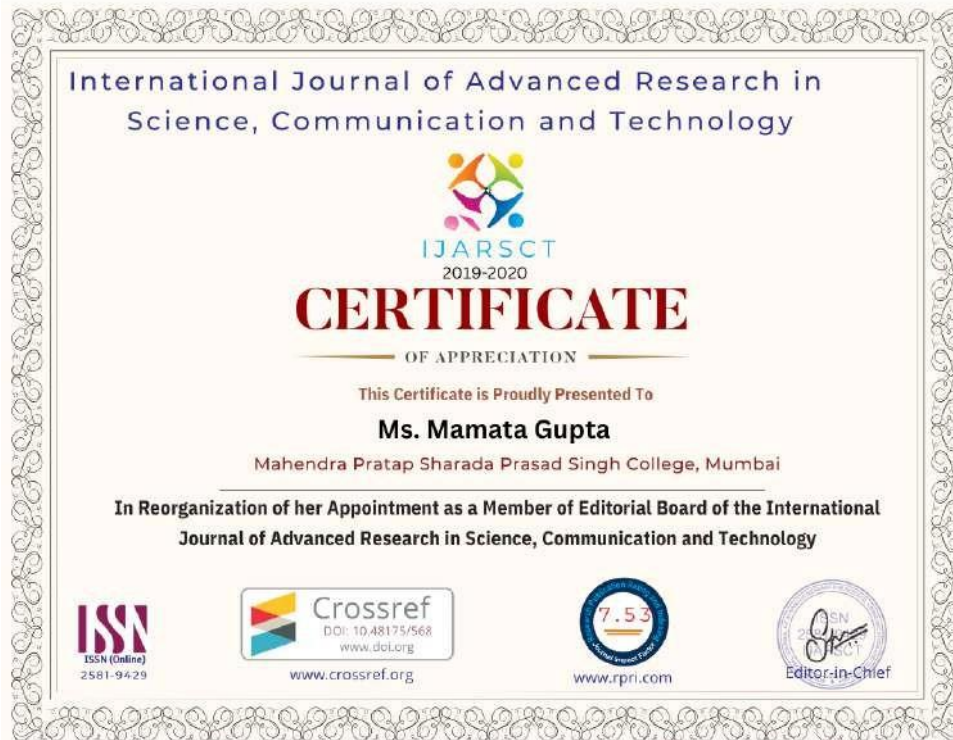 International Journal of Advanced Research in
Science, Communication and Technology
IJARSCT
2019-2020
CERTIFICATE
OF APPRECIATION
This Certificate is Proudly Presented To
Ms. Mamata Gupta
Mahendra Pratap Sharada Prasad Singh College, Mumbai
In Reorganization of her Appointment as a Member of Editorial Board of the International
Journal of Advanced Research in Science, Communication and Technology
ISSN
ISSN (Online)
2581-9429
Crossref
DOI: 10.48175/568
www.doi.org
www.crossref.org
7.53
Journal Impact Factor
www.rpri.com
ISSN
Editor-in-Chief